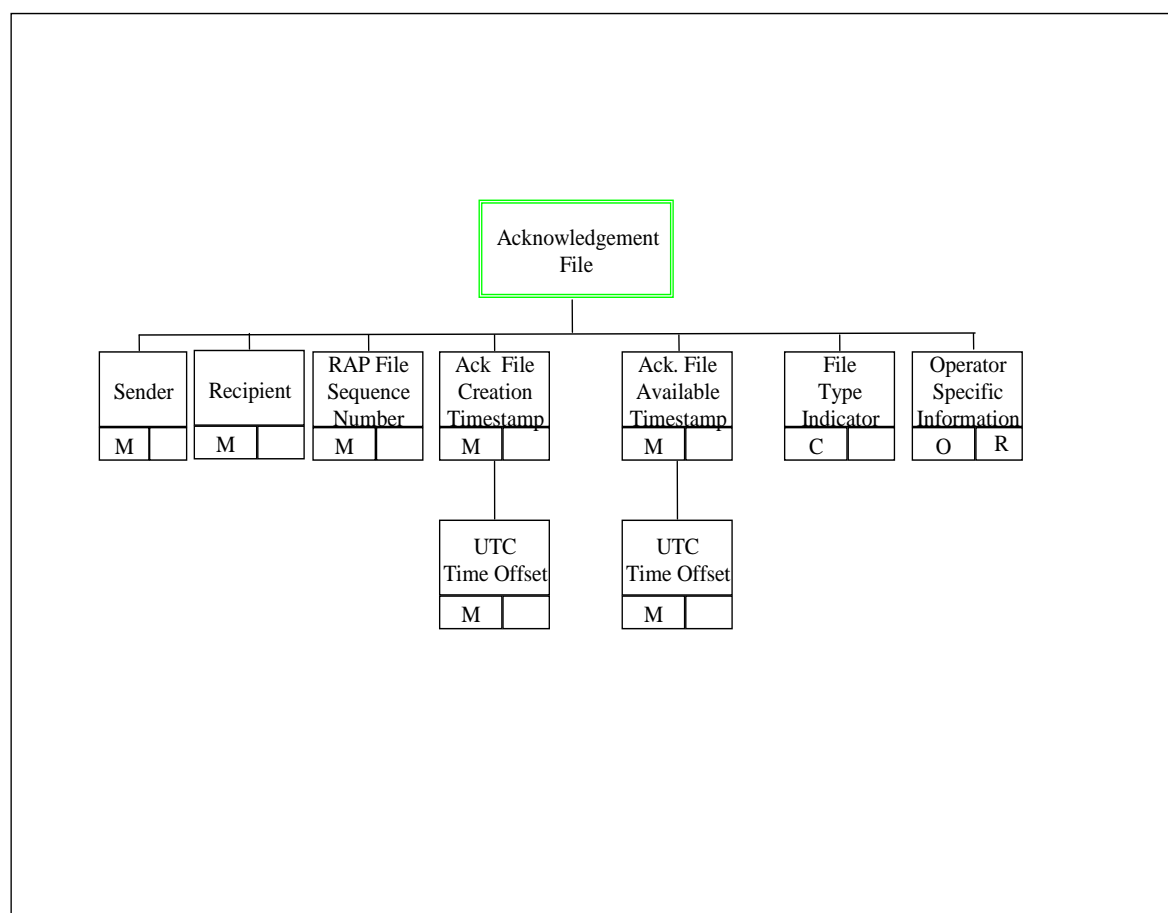 Acknowledgement
File
Sender
M
Recipient
M
RAP File
Sequence
Number
M
Ack File
Creation
Timestamp
M
Ack. File
Available
Timestamp
M
File
Type
Indicator
C
Operator
Specific
Information
O R
UTC
Time Offset
M
UTC
Time Offset
M